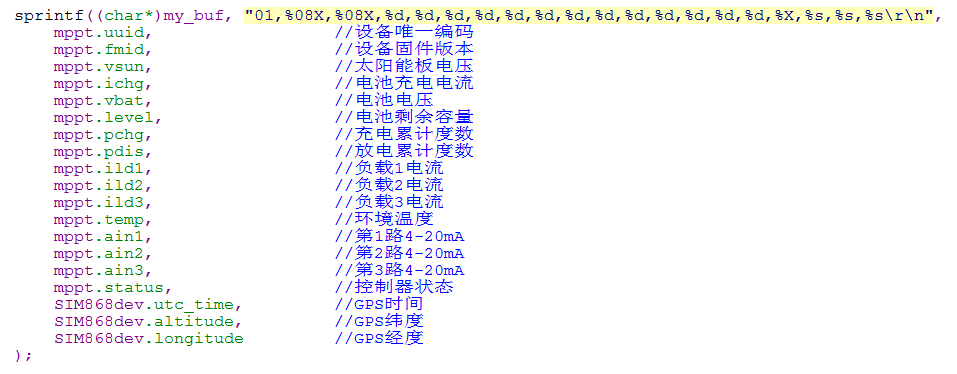 sprintf((char*)my_buf, "01,%08X,%08X,%d,%d,%d,%d,%d,%d,%d,%d,%d,%d,%d,%d,%d,%X,%s,%s,%s\r\n",
mppt.uuid, //设备唯一编码
mppt.fmid, //设备固件版本
mppt.vsun, //太阳能板电压
mppt.ichg, //电池充电电流
mppt.vbat, //电池电压
mppt.level, //电池剩余容量
mppt.pchg, //充电累计度数
mppt.pdis, //放电累计度数
mppt.ild1, //负载1电流
mppt.ild2, //负载2电流
mppt.ild3, //负载3电流
mppt.temp, //环境温度
mppt.ain1, //第1路4-20mA
mppt.ain2, //第2路4-20mA
mppt.ain3, //第3路4-20mA
mppt.status, //控制器状态
SIM868dev.utc_time, //GPS时间
SIM868dev.altitude, //GPS纬度
SIM868dev.longitude //GPS经度
);